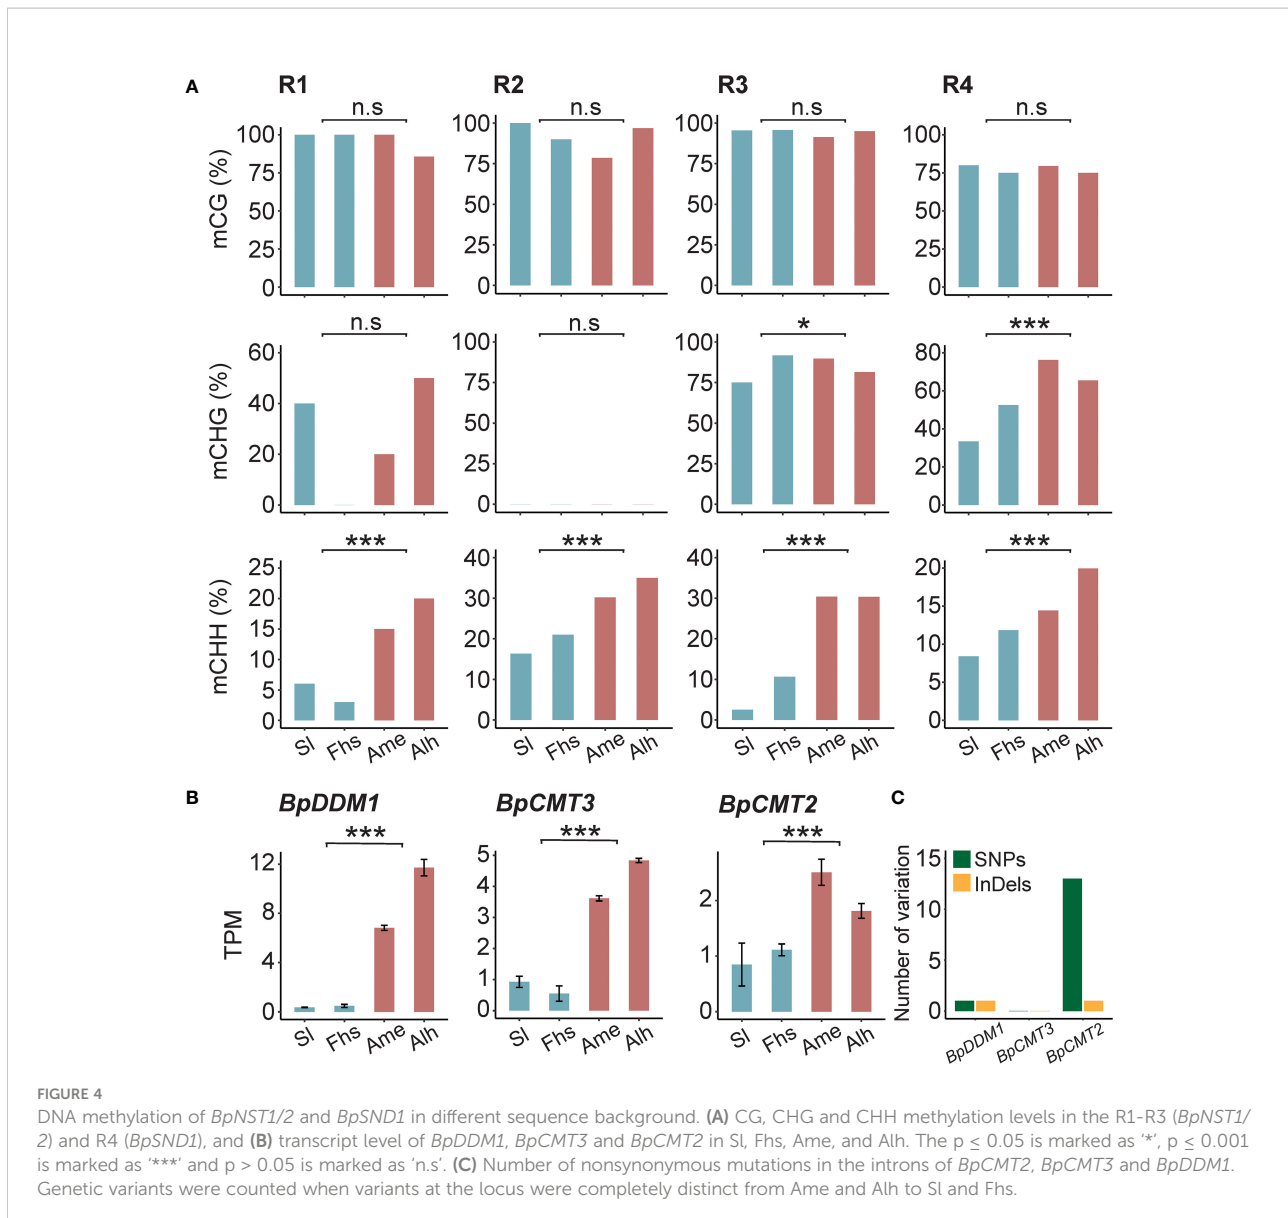 A
R1
R2
R3
R4
n.s
n.s
n.s
n.s
mCG (%)
100
75
50
25
0
100
75
50
25
0
100
75
50
25
0
100
75
50
25
0
n.s
n.s
*
***
mCHG (%)
60
40
20
0
100
75
50
25
0
100
75
50
25
0
80
60
40
20
0
***
***
***
***
mCHH (%)
25
20
15
5
5
0
40
30
20
10
0
40
30
20
10
0
20
15
10
5
0
Sl Fhs Ame Alh
Sl Fhs Ame Alh
Sl Fhs Ame Alh
Sl Fhs Ame Alh
B
BpDDM1
BpCMT3
BpCMT2
C
***
***
***
TPM
12
8
4
0
5
4
3
2
1
0
2
1
0
Sl Fhs Ame Alh
Sl Fhs Ame Alh
Sl Fhs Ame Alh
Number of variation
15
10
5
0
SNPs
InDels
BpDDM1
BpCMT3
BpCMT2
FIGURE 4
DNA methylation of BpNST1/2 and BpSND1 in different sequence background. (A) CG, CHG and CHH methylation levels in the R1-R3 (BpNST1/
2) and R4 (BpSND1), and (B) transcript level of BpDDM1, BpCMT3 and BpCMT2 in Sl, Fhs, Ame, and Alh. The p ≤ 0.05 is marked as ‘*’, p ≤ 0.001
is marked as ‘***’ and p > 0.05 is marked as ‘n.s’. (C) Number of nonsynonymous mutations in the introns of BpCMT2, BpCMT3 and BpDDM1.
Genetic variants were counted when variants at the locus were completely distinct from Ame and Alh to Sl and Fhs.